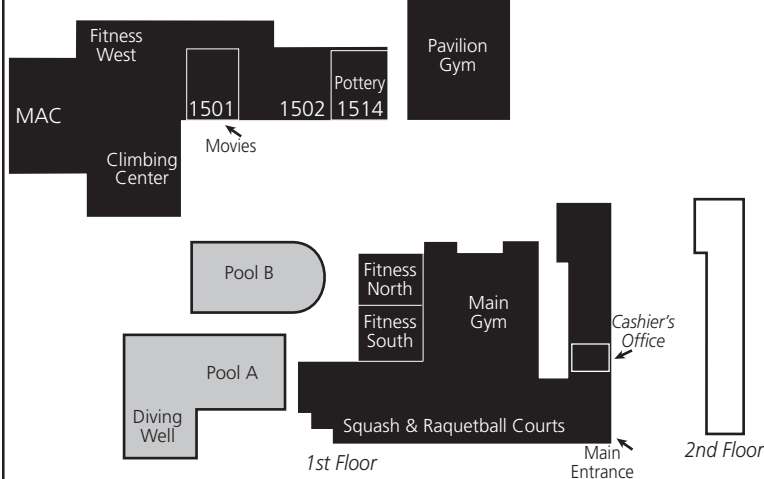 Fitness
West
Pavilion
Gym
Pottery
MAC
1501
1502
1514
Movies
Climbing
Center
Pool B
Fitness
North
Main
Gym
Fitness
South
Cashier's
Office
Pool A
Diving
Well
Squash & Raquetball Courts
1st Floor
Main
Entrance
2nd Floor